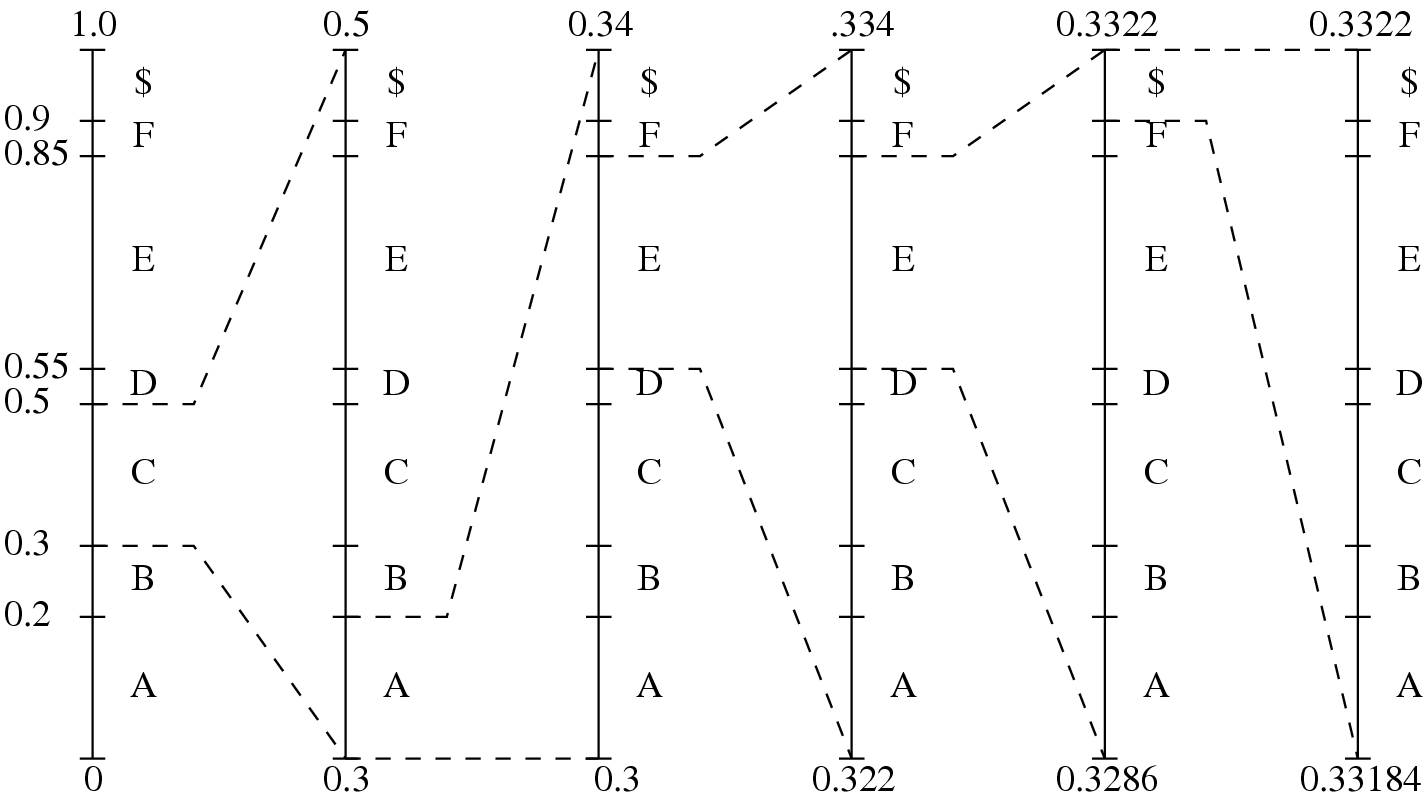 1.0 0.5 0.34 .334 0.3322 0.3322
$ $ $ $ $ $
0.9
F F F F F F
0.85
E E E E E E
0.55
D D D D D D
0.5
C C C C C C
0.3
B B B B B B
0.2
A A A A A A
0 0.3 0.3 0.322 0.3286 0.33184